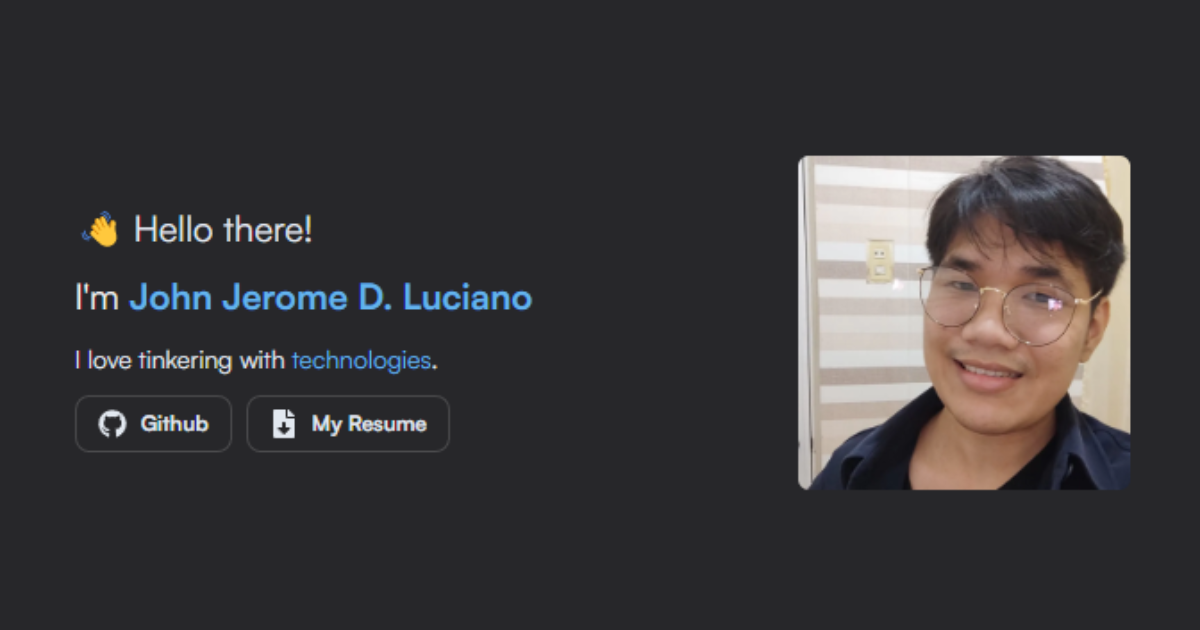 👋 Hello there!
I'm John Jerome D. Luciano
I love tinkering with technologies.
Github
My Resume